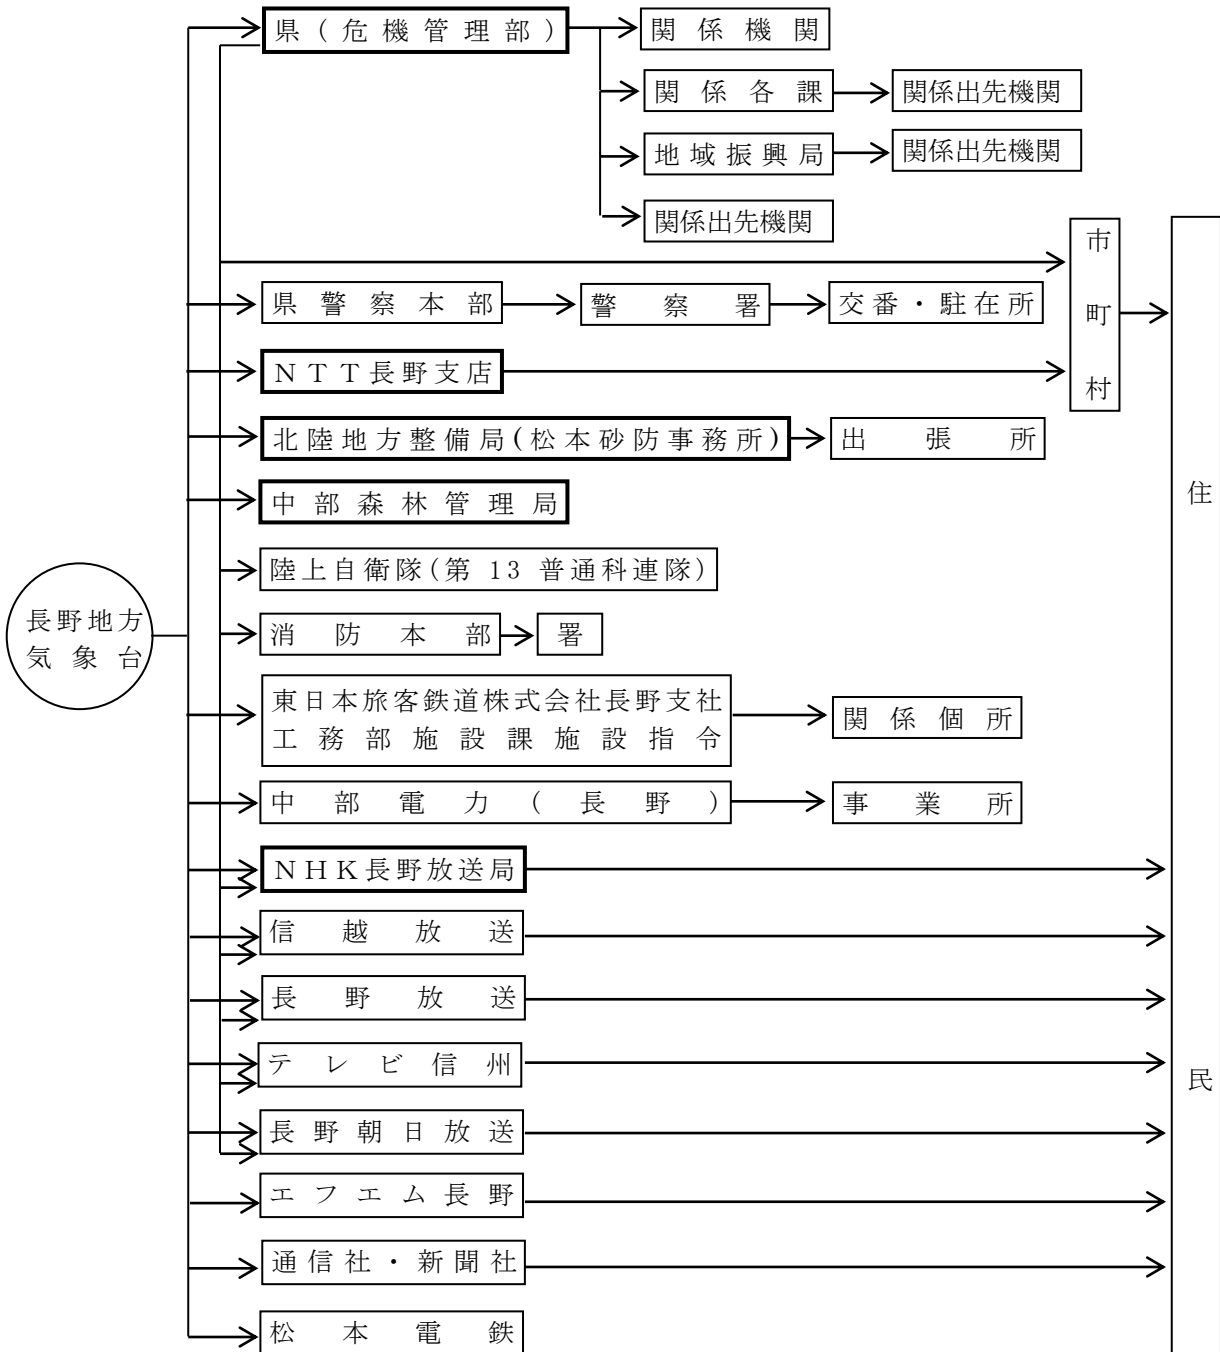 県(危機管理部)
関係機関
関係各課
関係出先機関
地域振興局
関係出先機関
関係出先機関
市町村
県警察本部
警察署
交番・駐在所
NTT長野支店
北陸地方整備局(松本砂防事務所)
出張所
中部森林管理局
陸上自衛隊(第 13 普通科連隊)
長野地方
気象台
消防本部
署
東日本旅客鉄道株式会社長野支社
工務部施設課施設指令
関係個所
中部電力(長野)
事業所
NHK長野放送局
信越放送
長野放送
テレビ信州
長野朝日放送
エフエム長野
通信社・新聞社
松本電鉄
住民